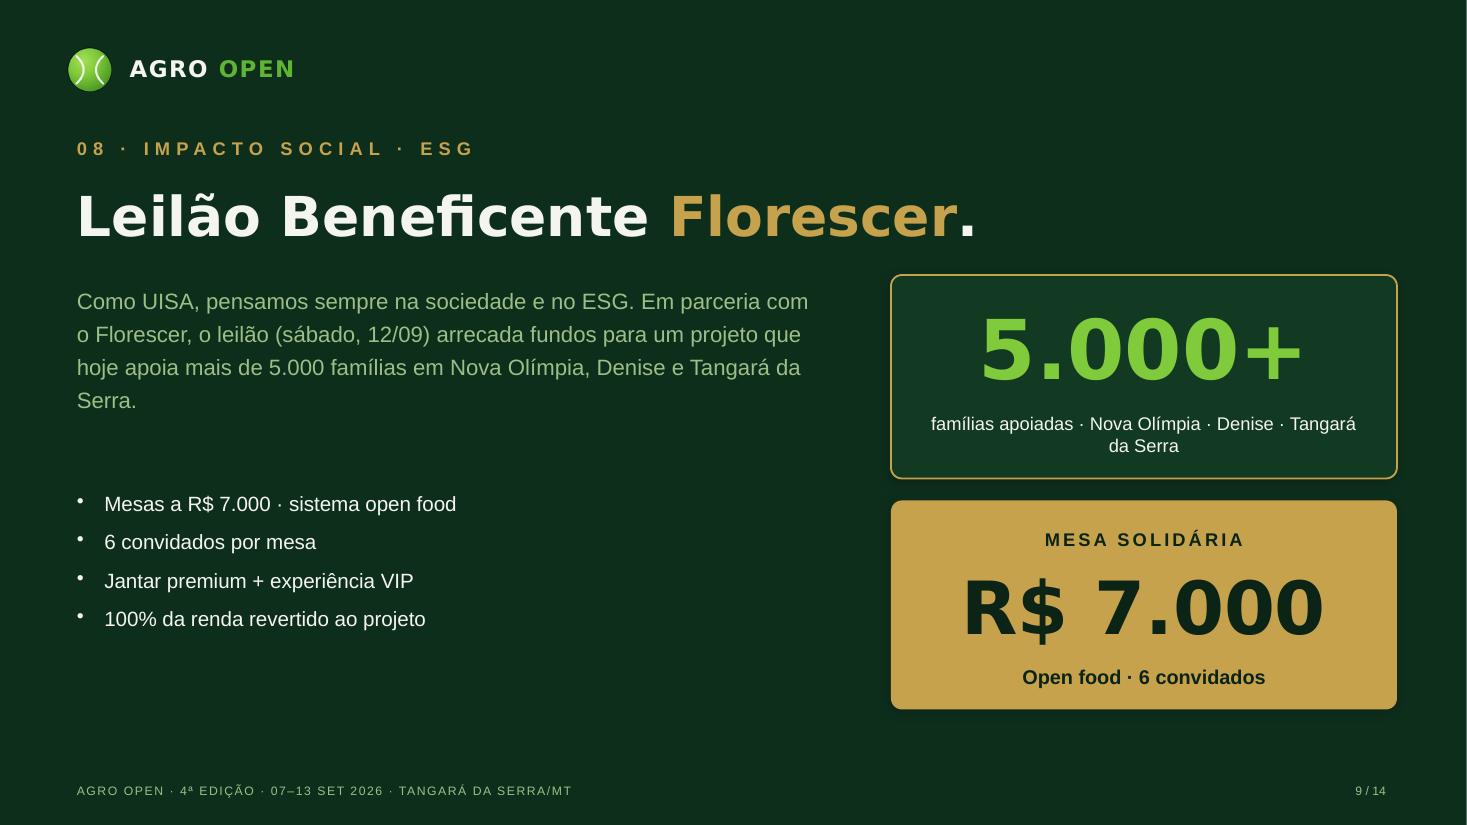 AGRO OPEN
08 · IMPACTO SOCIAL · ESG
Leilão Beneficente Florescer.
Como UISA, pensamos sempre na sociedade e no ESG. Em parceria com
o Florescer, o leilão (sábado, 12/09) arrecada fundos para um projeto que
hoje apoia mais de 5.000 famílias em Nova Olímpia, Denise e Tangará da
Serra.
• Mesas a R$ 7.000 · sistema open food
• 6 convidados por mesa
• Jantar premium + experiência VIP
• 100% da renda revertido ao projeto
5.000+
famílias apoiadas · Nova Olímpia · Denise · Tangará
da Serra
MESA SOLIDÁRIA
R$ 7.000
Open food · 6 convidados
AGRO OPEN · 4ª EDIÇÃO · 07–13 SET 2026 · TANGARÁ DA SERRA/MT
9 / 14